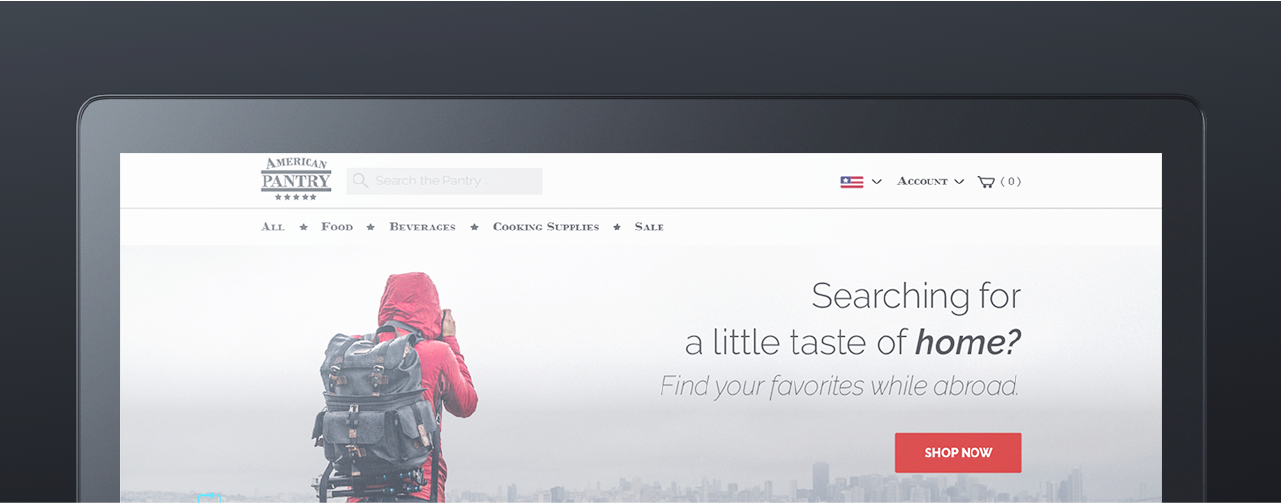 AMERICAN
PANTRY
Search the Pantry
ACCOUNT
( 0 )
ALL ★ FOOD ★ BEVERAGES ★ COOKING SUPPLIES ★ SALE
Searching for
a little taste of home?
Find your favorites while abroad.
SHOP NOW